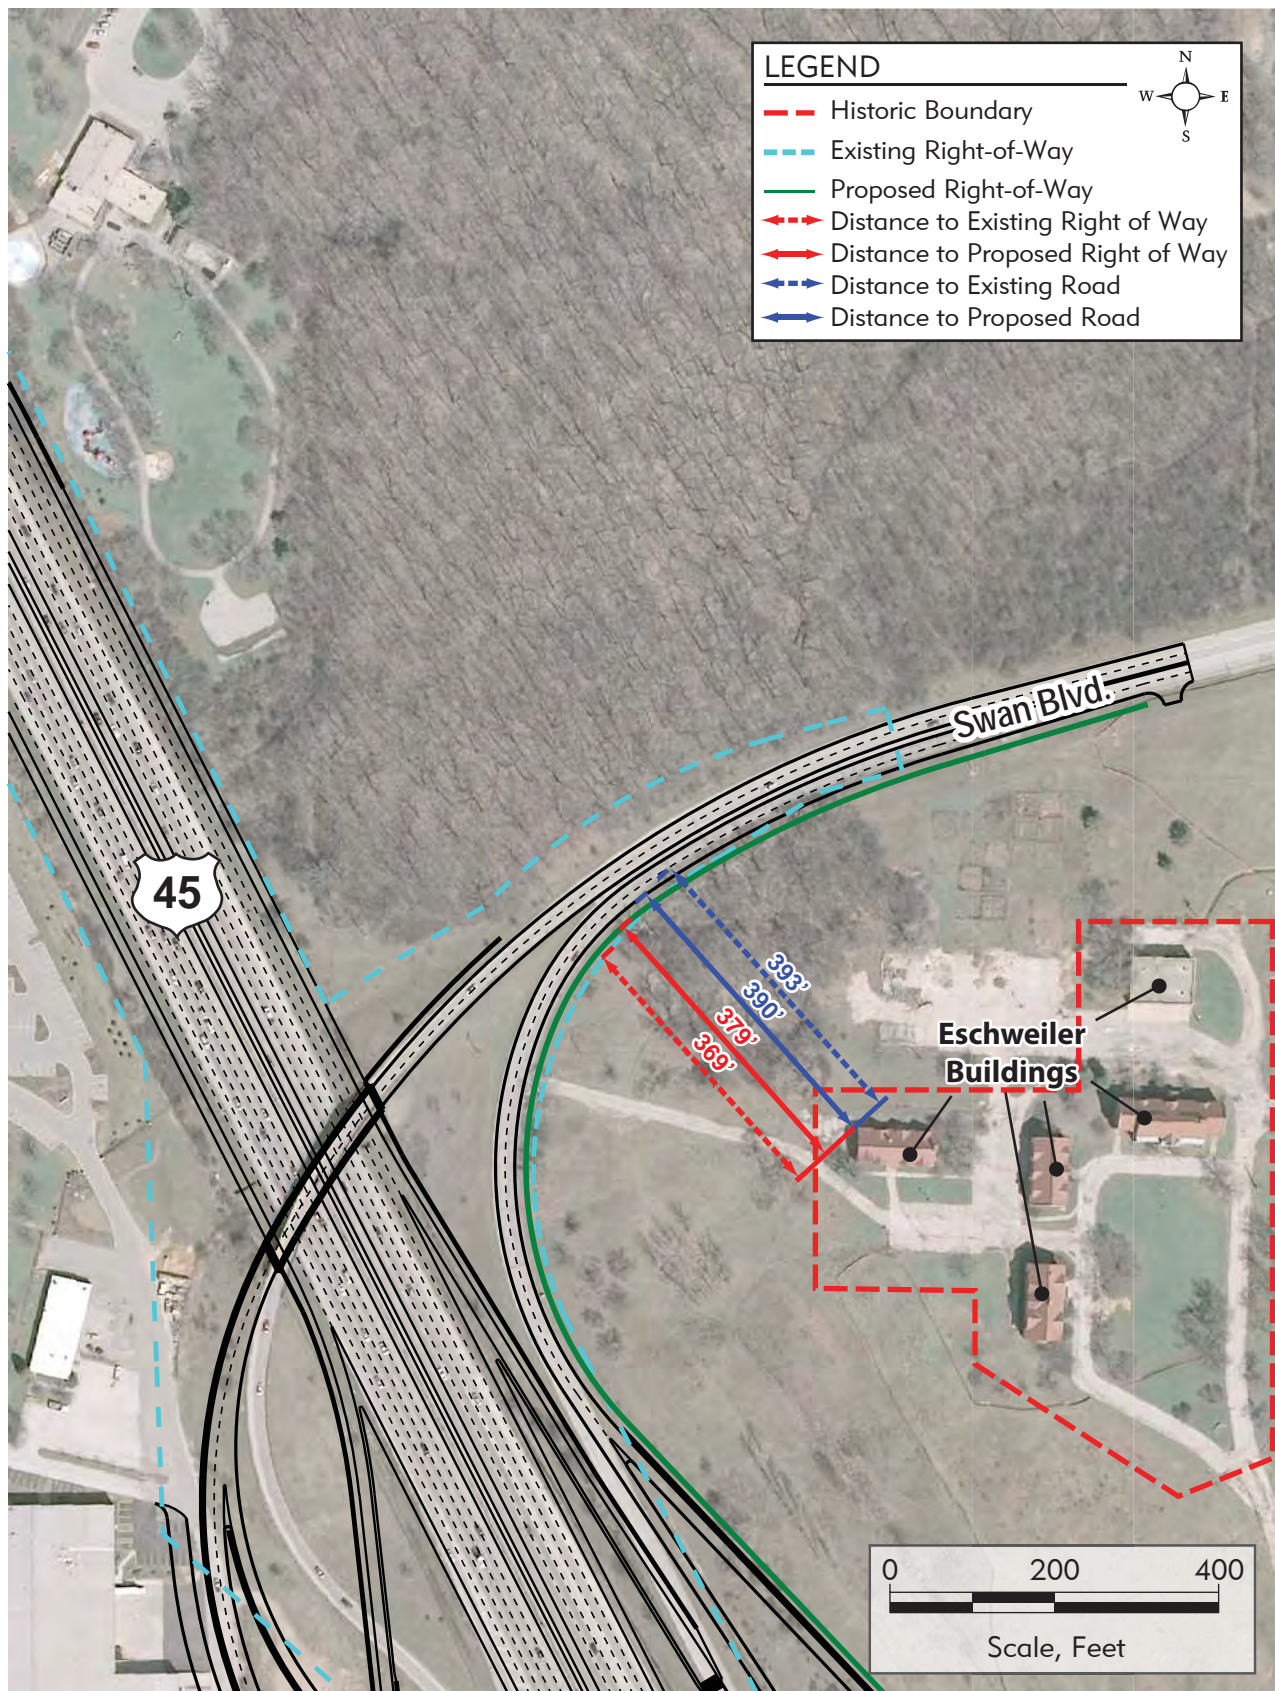 LEGEND
N
W
E
S
Historic Boundary
Existing Right-of-Way
Proposed Right-of-Way
Distance to Existing Right of Way
Distance to Proposed Right of Way
Distance to Existing Road
Distance to Proposed Road
Swan Blvd.
45
393’
390’
379’
369’
Eschweiler
Buildings
0 200 400
Scale, Feet